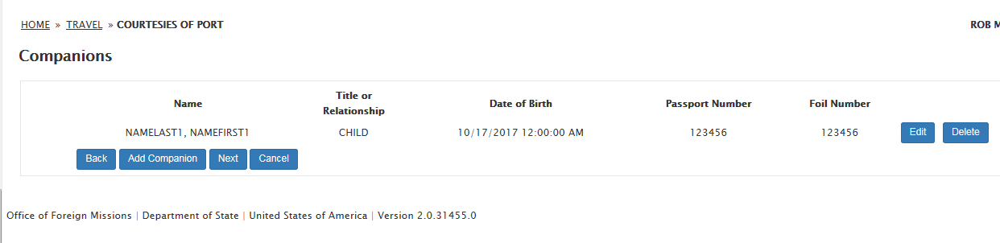 HOME » TRAVEL » COURTESIES OF PORT ROB M
Companions
Name Title or Relationship Date of Birth Passport Number Foil Number
NAMELAST1, NAMEFIRST1 CHILD 10/17/2017 12:00:00 AM 123456 123456 Edit Delete
Back Add Companion Next Cancel
Office of Foreign Missions | Department of State | United States of America | Version 2.0.31455.0